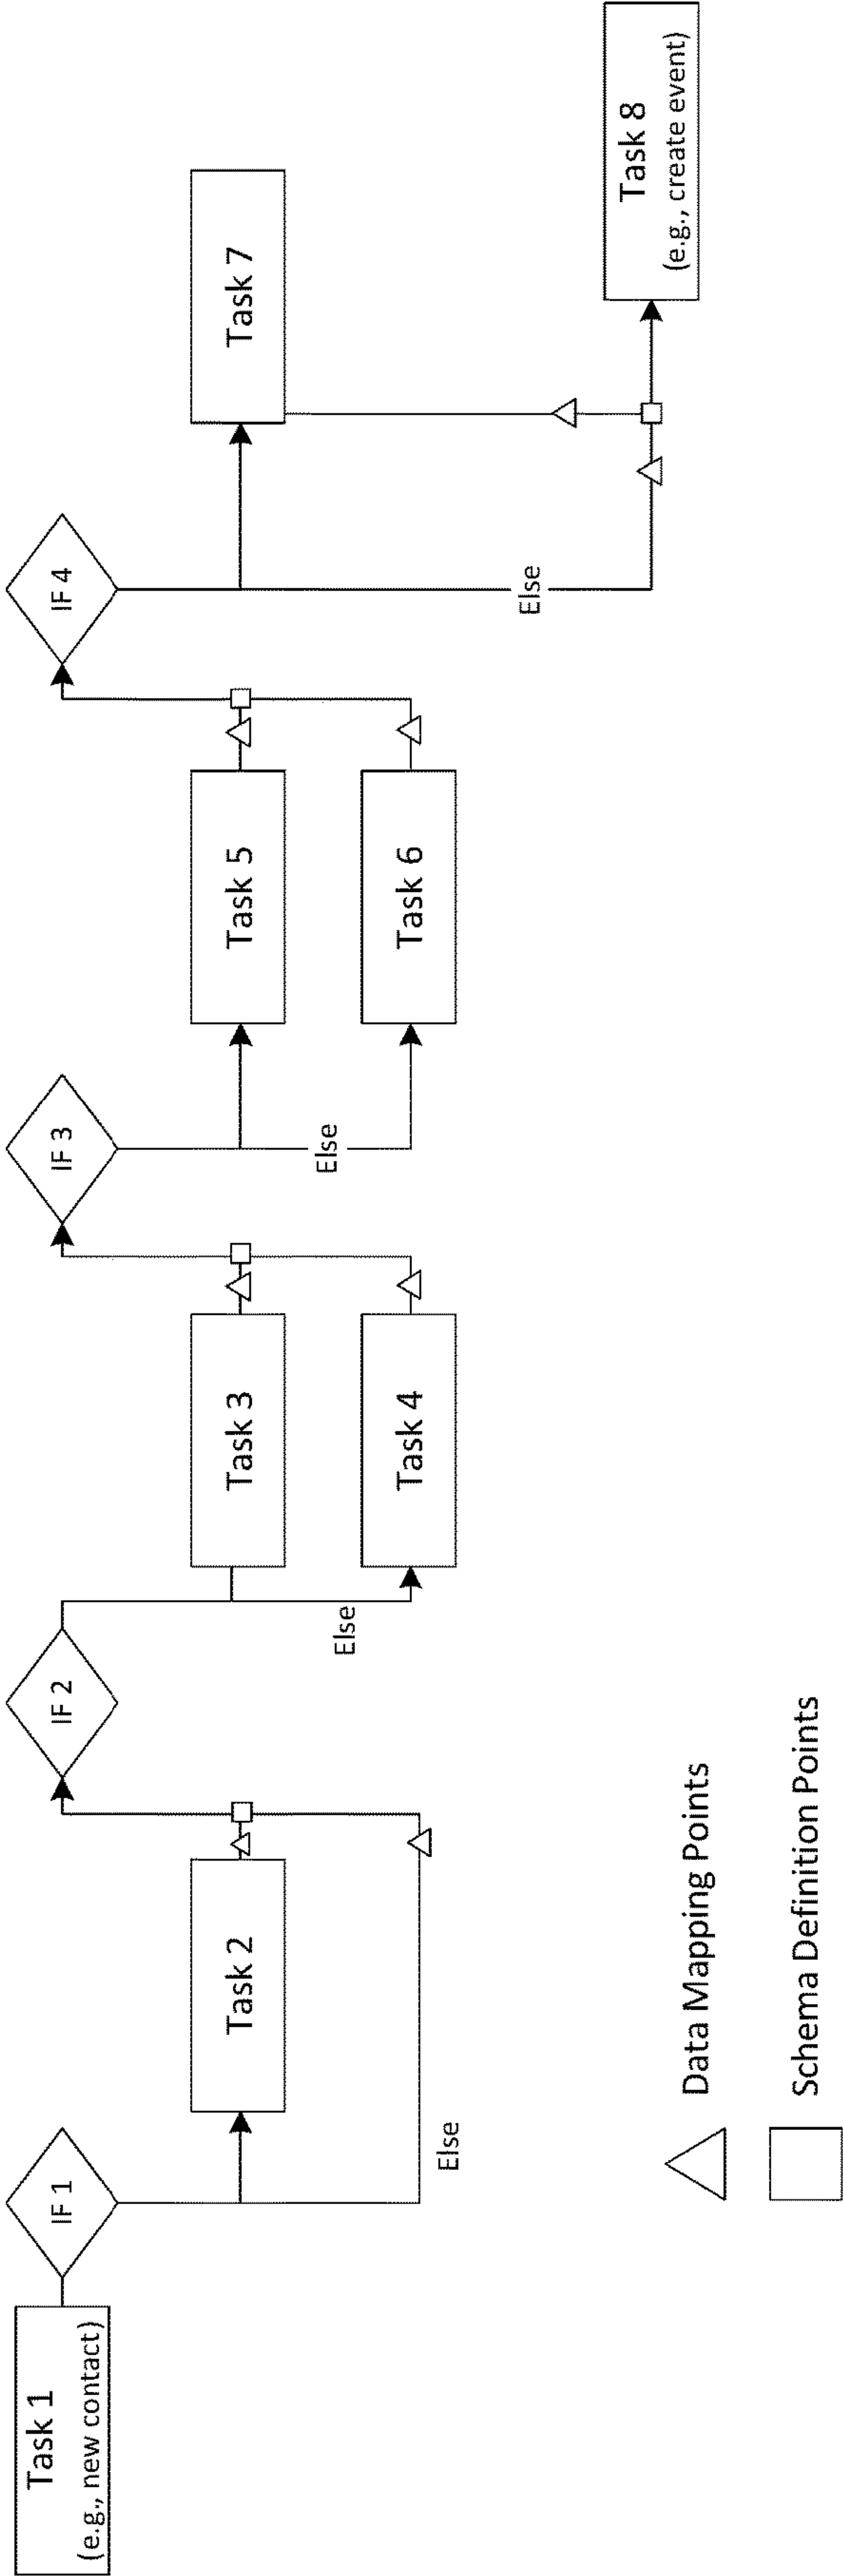 Task 1
(e.g., new contact)
IF 1
Task 2
Else
IF 2
Task 3
Else
Task 4
IF 3
Task 5
Else
Task 6
IF 4
Task 7
Else
Task 8
(e.g., create event)
Data Mapping Points
Schema Definition Points